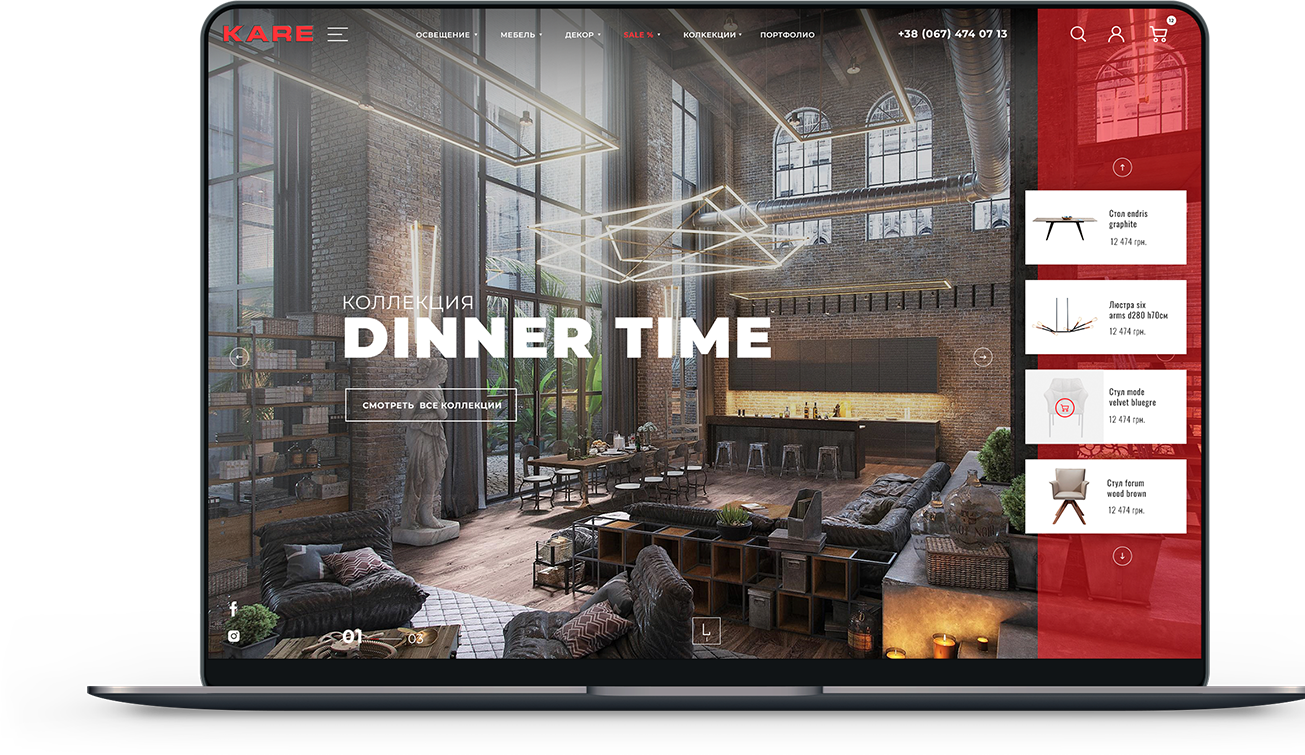 KARE
ОСВЕЩЕНИЕ
МЕБЕЛЬ
ДЕКОР
SALE %
КОЛКЕКЦИИ
ПОРТФОЛИО
+38 (067) 474 07 13
12
Стол endris
graphite
12 474 грн.
Люстра six
arms d280 h70см
12 474 грн.
Стул mode
velvet bluegre
12 474 грн.
Стул forum
wood brown
12 474 грн.
КОЛЛЕКЦИЯ
DINNER TIME
СМОТРЕТЬ ВСЕ КОЛЛЕКЦИИ
f
01
03
L